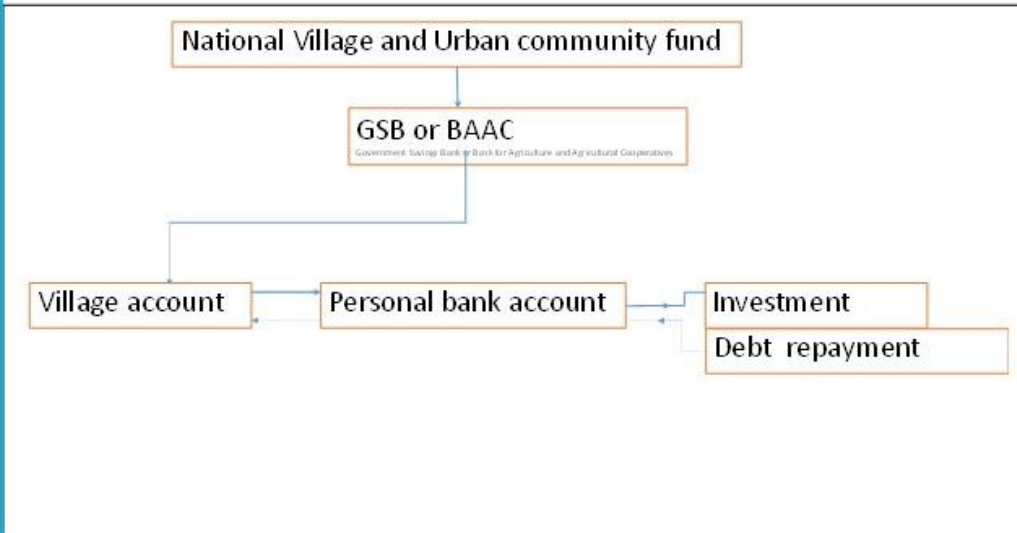 National Village and Urban community fund
GSB or BAAC
Government Savings Bank or Bank for Agriculture and Agricultural Cooperatives
Village account
Personal bank account
Investment
Debt repayment